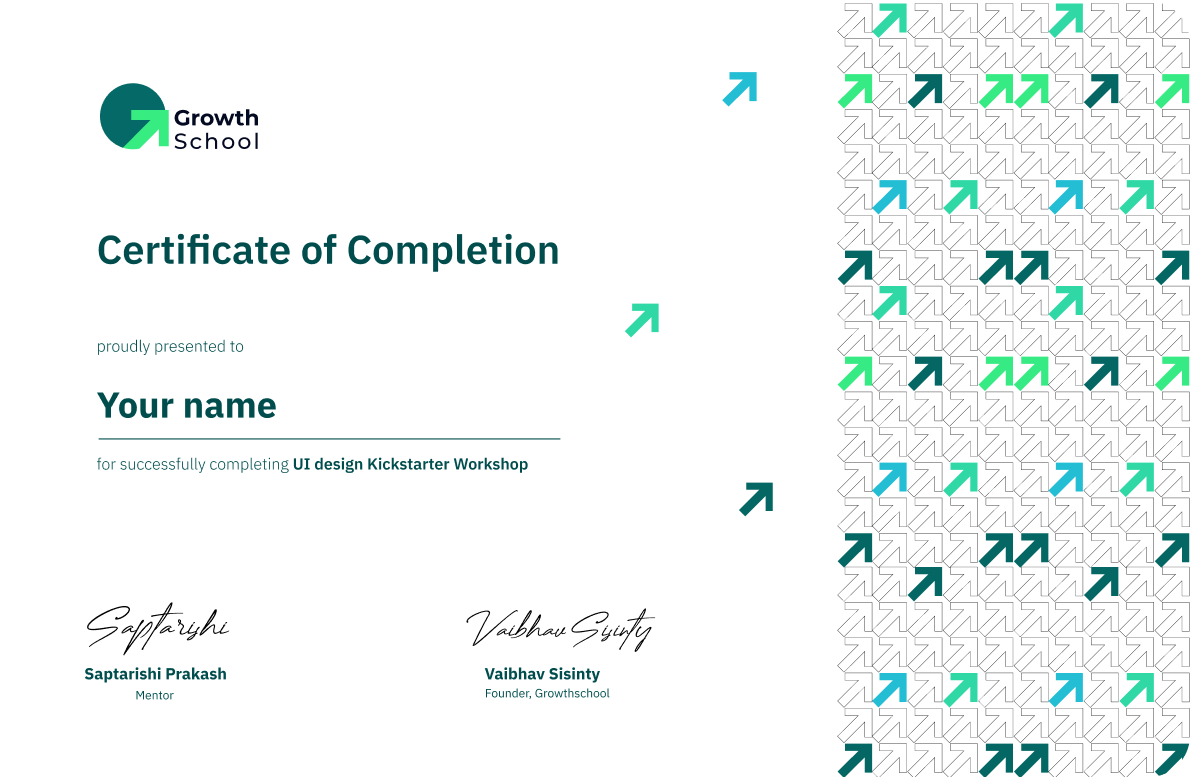 Growth
School
Certificate of Completion
proudly presented to
Your name
for successfully completing UI design Kickstarter Workshop
Saptarishi
Vaibhav Sisinty
Saptarishi Prakash
Vaibhav Sisinty
Mentor
Founder, Growthschool